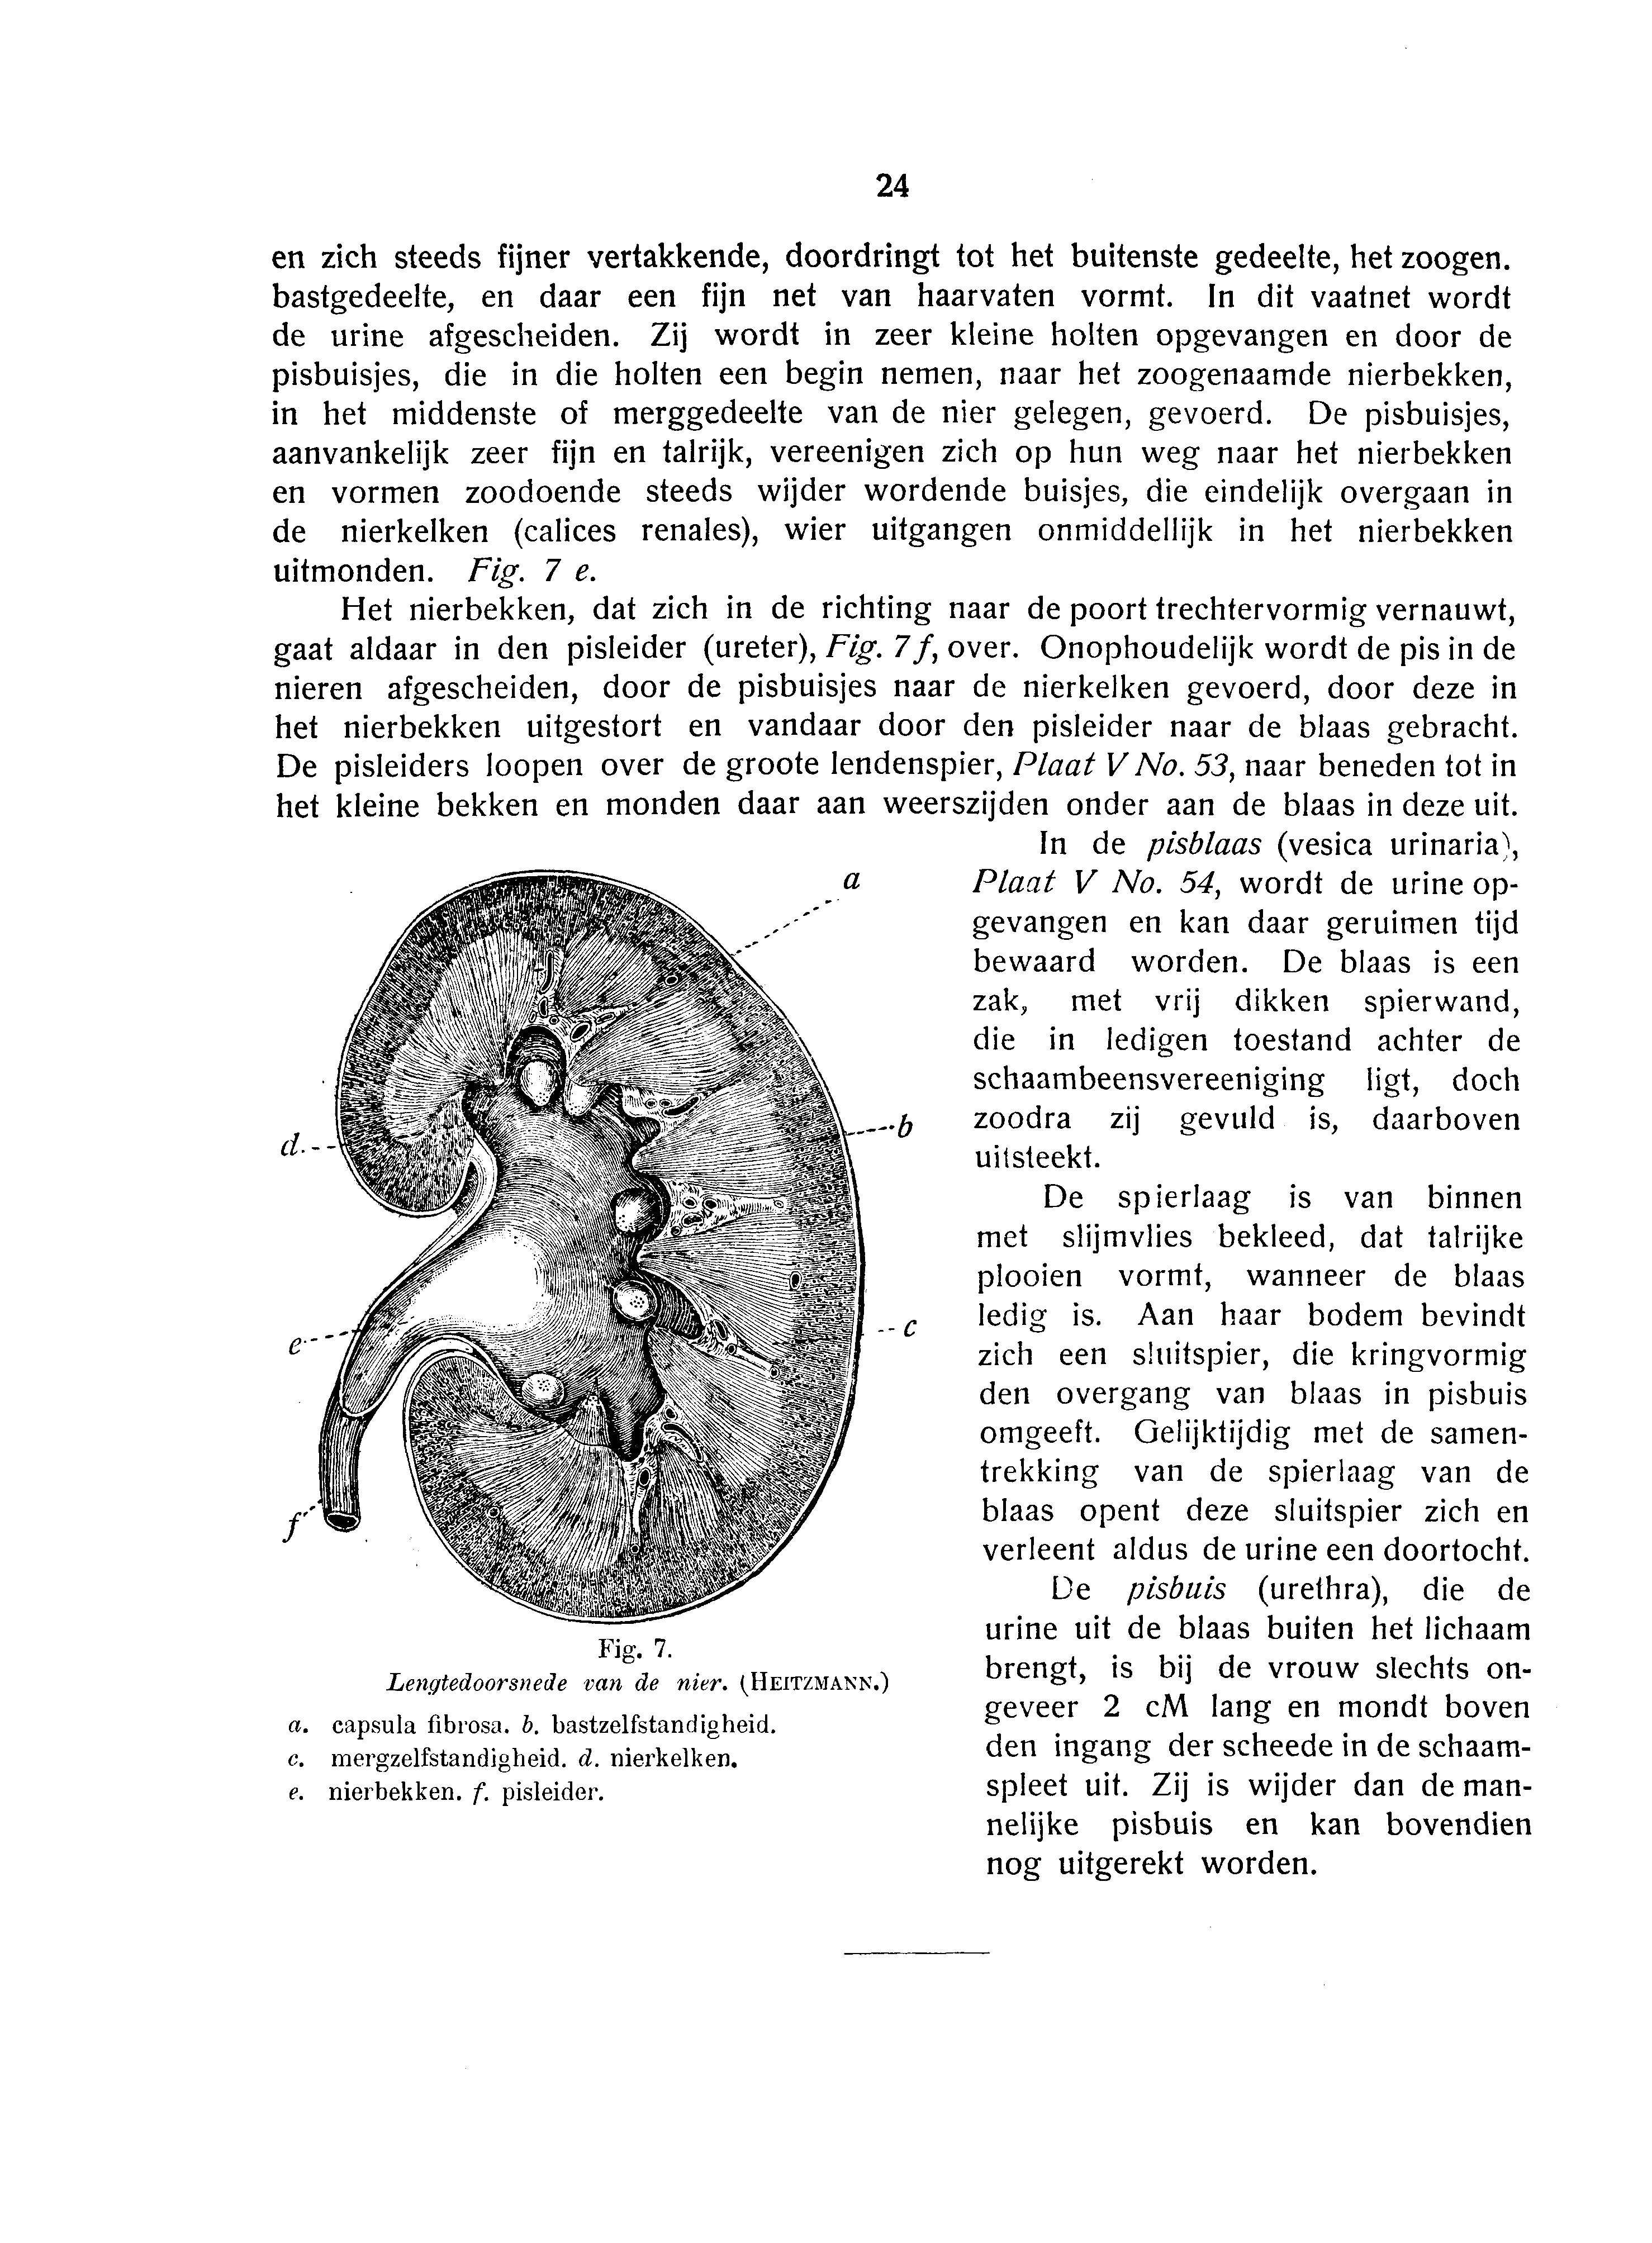 24
en zich steeds fijner vertakkende, doordringt tot het buitenste gedeelte, het zoogen.
bastgedeelte, en daar een fijn net van haarvaten vormt. In dit vaatnet wordt
de urine afgescheiden. Zij wordt in zeer kleine holten opgevangen en door de
pisbuisjes, die in die holten een begin nemen, naar het zoogenaamde nierbekken,
in het middenste of merggedeelte van de nier gelegen, gevoerd. De pisbuisjes,
aanvankelijk zeer fijn en talrijk, vereenigen zich op hun weg naar het nierbekken
en vormen zoodoende steeds wijder wordende buisjes, die eindelijk overgaan in
de nierkelken (calices renales), wier uitgangen onmiddellijk in het nierbekken
uitmonden. Fig. 7 e.
Het nierbekken, dat zich in de richting naar de poort trechtervormig vernauwt,
gaat aldaar in den pisleider (ureter), Fig. 7 f, over. Onophoudelijk wordt de pis in de
nieren afgescheiden, door de pisbuisjes naar de nierkelken gevoerd, door deze in
het nierbekken uitgestort en vandaar door den pisleider naar de blaas gebracht.
De pisleiders loopen over de groote lendenspier, Plaat V No. 53, naar beneden tot in
het kleine bekken en monden daar aan weerszijden onder aan de blaas in deze uit.
In de pisblaas (vesica urinaria),
Plaat V No. 54, wordt de urine op-
gevangen en kan daar geruimen tijd
bewaard worden. De blaas is een
zak, met vrij dikken spierwand,
die in ledigen toestand achter de
schaambeensvereeniging ligt, doch
zoodra zij gevuld is, daarboven
uitsteekt.
De spierlaag is van binnen
met slijmvlies bekleed, dat talrijke
plooien vormt, wanneer de blaas
ledig is. Aan haar bodem bevindt
zich een sluitspier, die kringvormig
den overgang van blaas in pisbuis
omgeeft. Gelijktijdig met de samen-
trekking van de spierlaag van de
blaas opent deze sluitspier zich en
verleent aldus de urine een doortocht.
De pisbuis (urethra), die de
urine uit de blaas buiten het lichaam
brengt, is bij de vrouw slechts on-
geveer 2 cM lang en mondt boven
den ingang der scheede in de schaam-
spleet uit. Zij is wijder dan de man-
nelijke pisbuis en kan bovendien
nog uitgerekt worden.
a
b
c
d
e
f
Fig. 7.
Lengtedoorsnede van de nier. (HEITZMANN.)
a. capsula fibrosa. b. bastzelfstandigheid.
c. mergzelfstandigheid. d. nierkelken.
e. nierbekken. f. pisleider.